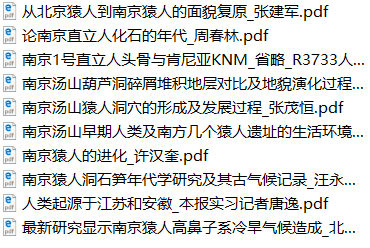 从北京猿人到南京猿人的面貌复原_张建军.pdf
论南京直立人化石的年代_周春林.pdf
南京1号直立人头骨与肯尼亚KNM_省略_R3733人...
南京汤山葫芦洞碎屑堆积地层对比及地貌演化过程...
南京汤山猿人洞穴的形成及发展过程_张茂恒.pdf
南京汤山早期人类及南方几个猿人遗址的生活环境...
南京猿人的进化_许汉奎.pdf
南京猿人洞石笋年代学研究及其古气候记录_汪永...
人类起源于江苏和安徽_本报实习记者唐逸.pdf
最新研究显示南京猿人高鼻子系冷旱气候造成_北...